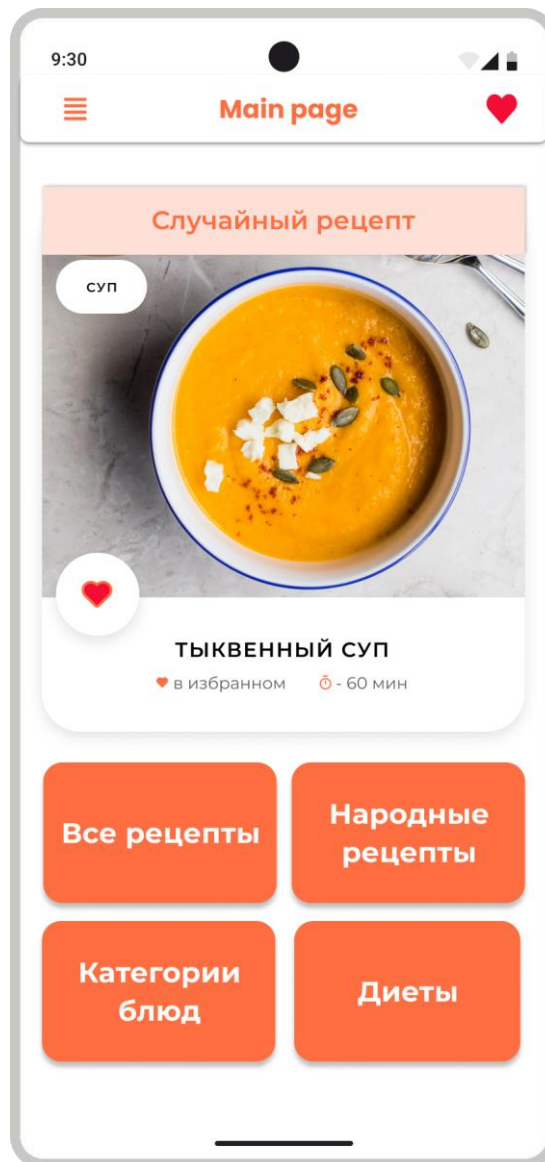 9:30
Main page
Случайный рецепт
СУП
ТЫКВЕННЫЙ СУП
в избранном - 60 мин
Все рецепты
Народные
рецепты
Категории
блюд
Диеты